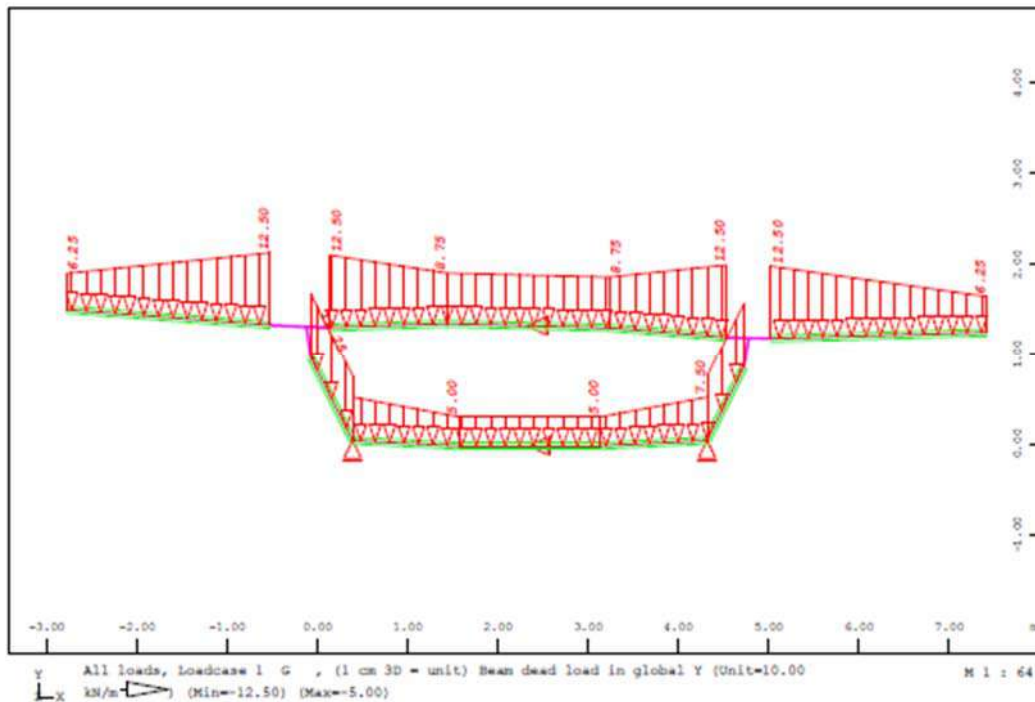 4.00
3.00
2.00
1.00
0.00
-1.00
6.25
12.50
12.50
8.75
8.75
12.50
12.50
6.25
5.00
5.00
7.50
-3.00 -2.00 -1.00 0.00 1.00 2.00 3.00 4.00 5.00 6.00 7.00 m
Y
X
All loads, Loadcase 1 G , (1 cm 3D = unit) Beam dead load in global Y (Unit=10.00
kN/m ) (Min=-12.50) (Max=-5.00)
M 1 : 64